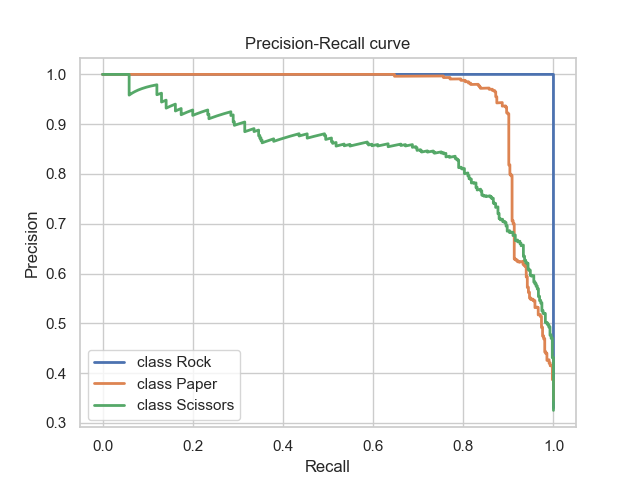 Precision-Recall curve
1.0
0.9
0.8
0.7
0.6
0.5
0.4
0.3
Precision
class Rock
class Paper
class Scissors
0.0 0.2 0.4 0.6 0.8 1.0
Recall